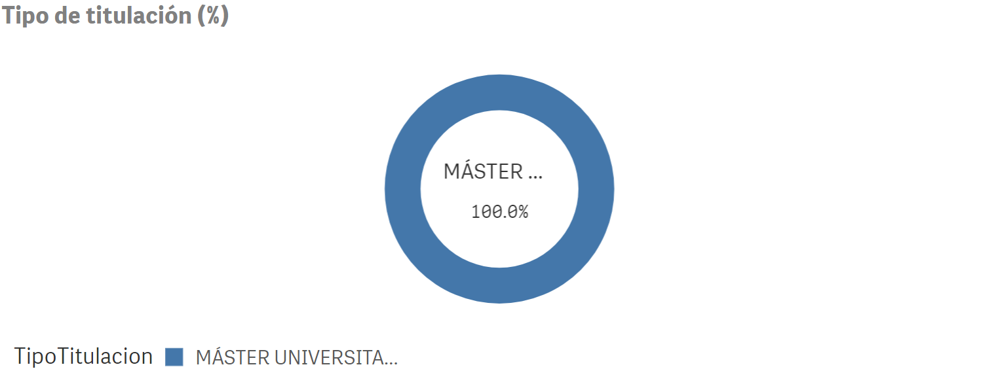 Tipo de titulación (%)
MÁSTER ...
100.0%
TipoTitulacion MÁSTER UNIVERSITA...